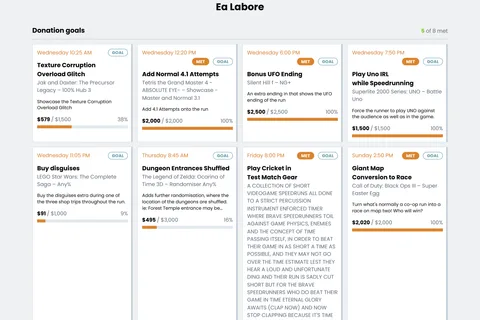 Ea Labore
Donation goals
6 of 8 met
Wednesday 10:25 AM
GOAL
Texture Corruption
Overload Glitch
Jak and Daxter: The Precursor
Legacy – 100% Hub 3
Showcase the Texture Corruption
Overload Glitch
$579 / $1,500
38%
Wednesday 12:20 PM
MET
GOAL
Add Normal 4.1 Attempts
Tetris the Grand Master 4 -
ABSOLUTE EYE- – Showcase -
Master and Normal 3.1
Add 4.1 Attempts onto the run
$2,000 / $2,000
100%
Wednesday 6:00 PM
MET
GOAL
Bonus UFO Ending
Silent Hill f – NG+
An extra ending in that shows the UFO
ending of the run
$2,500 / $2,500
100%
Wednesday 7:50 PM
MET
GOAL
Play Uno IRL
while Speedrunning
Superlite 2000 Series: UNO – Battle
Uno
Force the runner to play UNO against
the audience as well as in the game.
$1,500 / $1,500
100%
Wednesday 11:05 PM
GOAL
Buy disguises
LEGO Star Wars: The Complete
Saga – Any%
Buy the disguises extra during one of
the three shop trips throughout the run
$91 / $1,000
9%
Thursday 8:45 AM
GOAL
Dungeon Entrances Shuffled
The Legend of Zelda: Ocarina of
Time 3D – Randomiser Any%
Adds further randomisation, where the
location of the dungeons are shuffled.
ie: Forest Temple entrance may be...
$495 / $3,000
16%
Friday 8:00 PM
MET
GOAL
Play Cricket in
Test Match Gear
A COLLECTION OF SHORT
VIDEOGAME SPEEDRUNS ALL DONE
TO A STRICT PERCUSSION
INSTRUMENT ENFORCED TIMER
WHERE BRAVE SPEEDRUNNERS TOIL
AGAINST GAME PHYSICS, ENEMIES
AND THE CONCEPT OF TIME
PASSING ITSELF, IN ORDER TO BEAT
THEIR GAME IN AS SHORT A TIME AS
POSSIBLE, AND THEY MAY NOT GO
OVER THE TIME ESTIMATE LEST THEY
HEAR A LOUD AND UNFORTUNATE
DING AND THEIR RUN IS SADLY CUT
SHORT BUT FOR THE BRAVE
SPEEDRUNNERS WHO DO BEAT THEIR
GAME IN TIME ETERNAL GLORY
AWAITS (CLAP NOW) AND NOW
STOP CLAPPING BECAUSE IT'S TIME
Sunday 3:50 PM
MET
GOAL
Giant Map
Conversion to Race
Call of Duty: Black Ops III – Super
Easter Egg
Turn what's normally a co-op run into a
race on map two! Who will win?
$2,020 / $2,000
100%